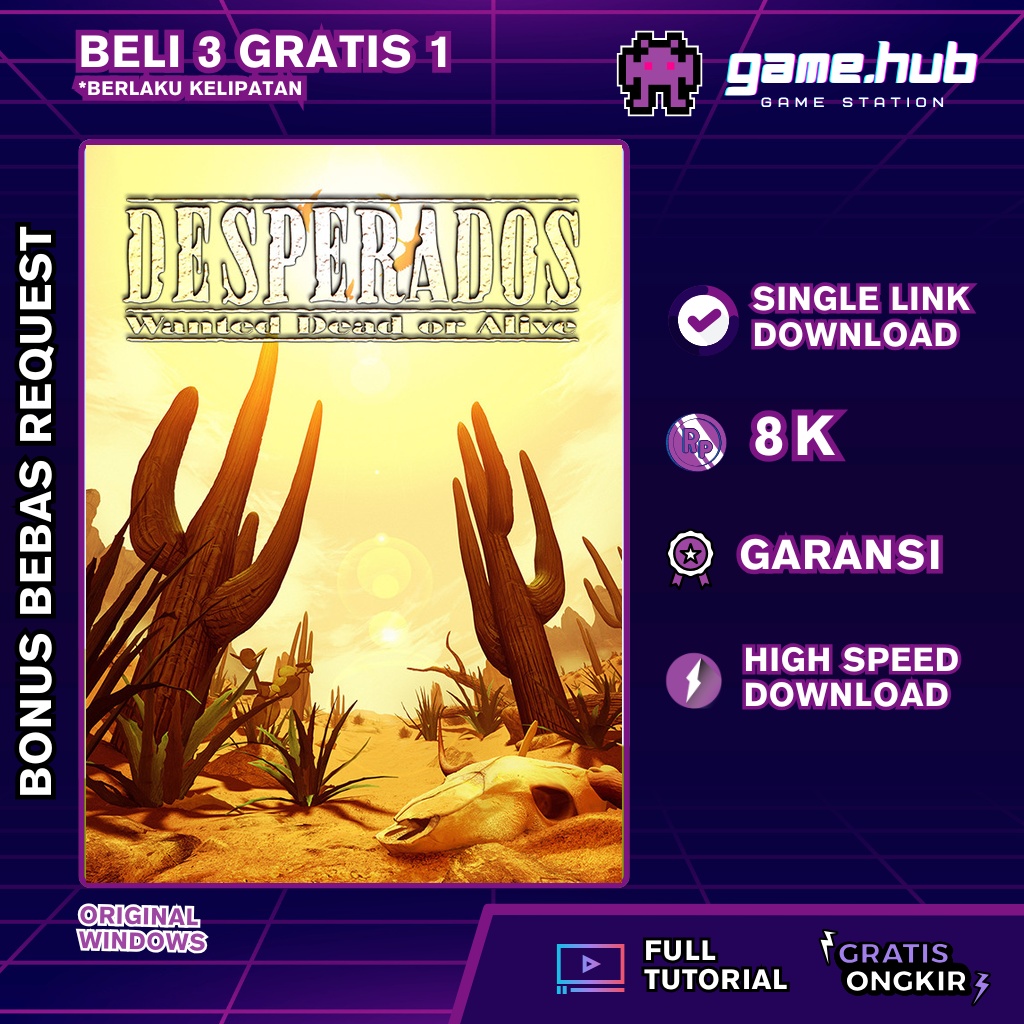 BELI 3 GRATIS 1
*BERLAKU KELIPATAN
game.hub
GAME STATION
BONUS BEBAS REQUEST
DESPERADOS
Wanted Dead or Alive
SINGLE LINK
DOWNLOAD
Rp
8K
GARANSI
HIGH SPEED
DOWNLOAD
ORIGINAL
WINDOWS
FULL
TUTORIAL
GRATIS
ONGKIR